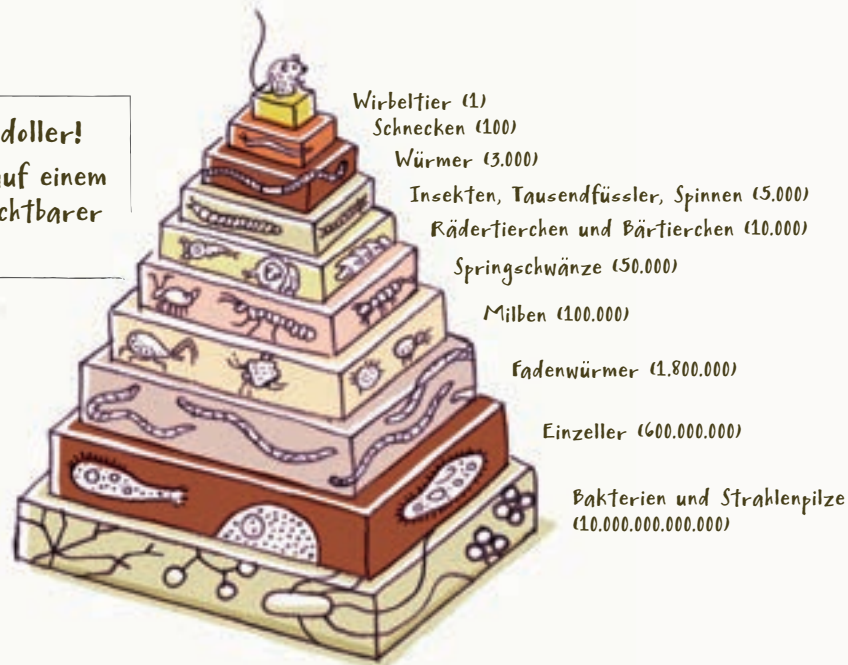 doller!
auf einem
chtbarer
Wirbeltier (1)
Schnecken (100)
Würmer (3.000)
Insekten, Tausendfüssler, Spinnen (5.000)
Rädertierchen und Bärtierchen (10.000)
Springschwänze (50.000)
Milben (100.000)
Fadenwürmer (1.800.000)
Einzeller (600.000.000)
Bakterien und Strahlenpilze
(10.000.000.000.000)